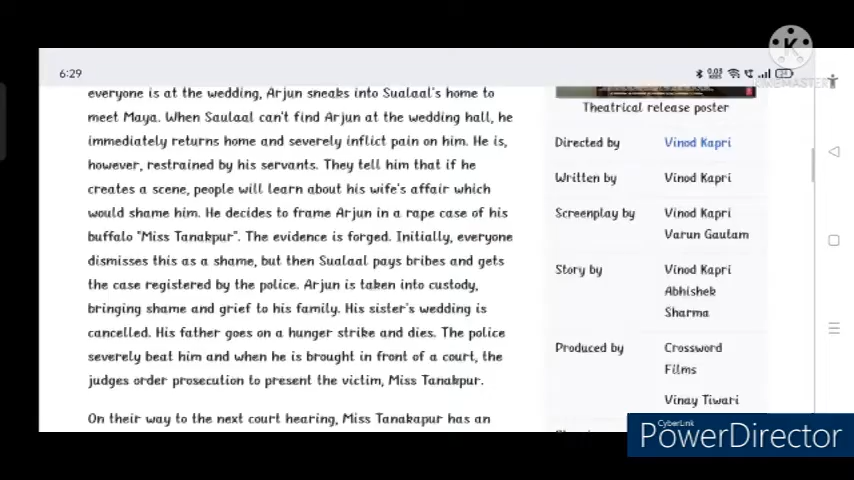 6:29
everyone is at the wedding, Arjun sneaks into Sualaal's home to
meet Maya. When Saulaal can't find Arjun at the wedding hall, he
immediately returns home and severely inflict pain on him. He is,
however, restrained by his servants. They tell him that if he
creates a scene, people will learn about his wife's affair which
would shame him. He decides to frame Arjun in a rape case of his
buffalo "Miss Tanakpur". The evidence is forged. Initially, everyone
dismisses this as a shame, but then Sualaal pays bribes and gets
the case registered by the police. Arjun is taken into custody,
bringing shame and grief to his family. His sister's wedding is
cancelled. His father goes on a hunger strike and dies. The police
severely beat him and when he is brought in front of a court, the
judges order prosecution to present the victim, Miss Tanakpur.
On their way to the next court hearing, Miss Tanakapur has an
Theatrical release poster
Directed by Vinod Kapri
Written by Vinod Kapri
Screenplay by Vinod Kapri
Varun Gautam
Story by Vinod Kapri
Abhishek
Sharma
Produced by Crossword
Films
Vinay Tiwari
K
KINEMASTER
CyberLink
PowerDirector